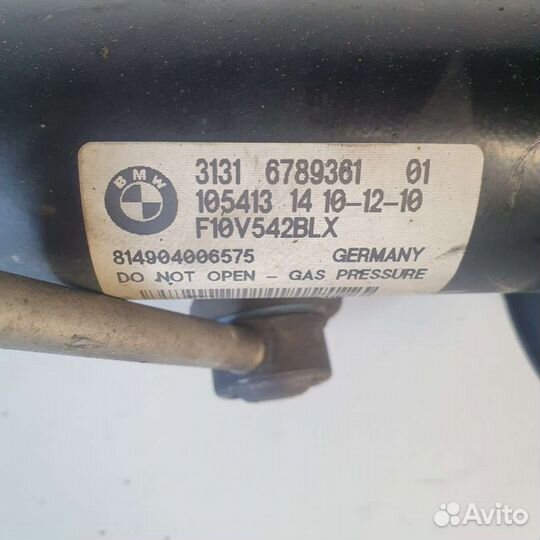 BMW
3131 6789361 01
105413 14 10-12-10
F10V542BLX
814904006575 GERMANY
DO NOT OPEN - GAS PRESSURE
Avito